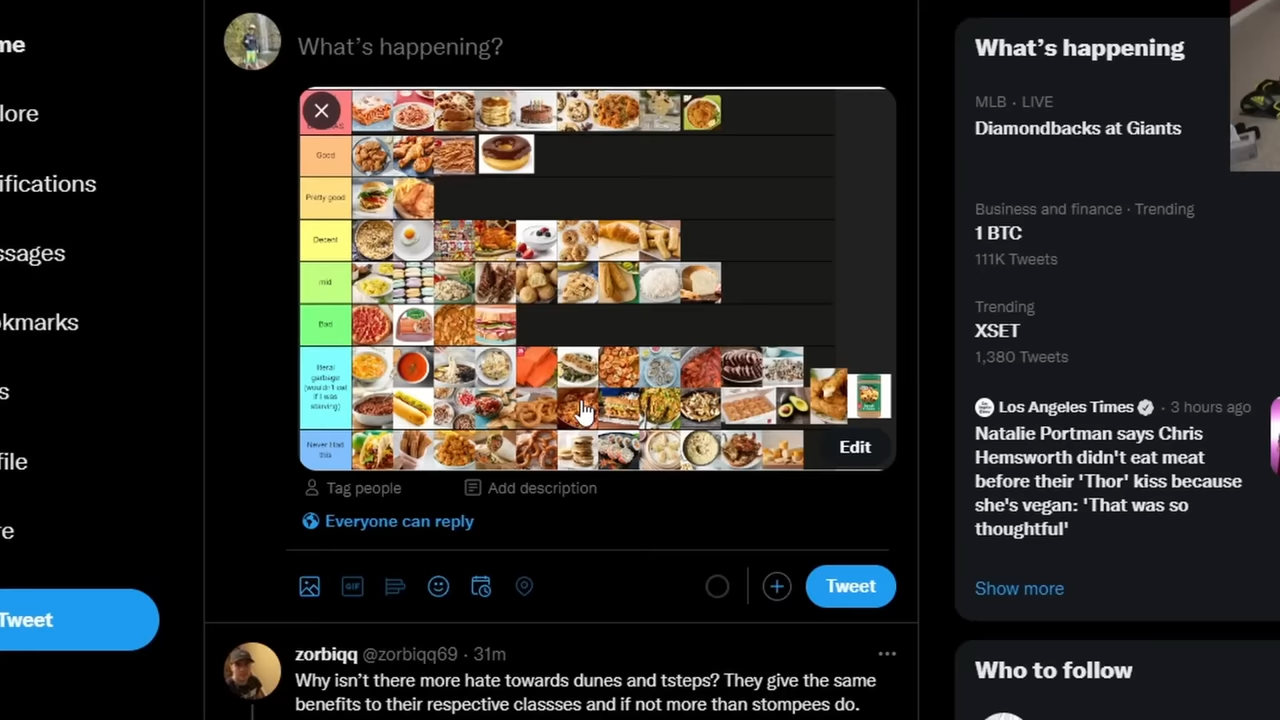 me
lore
ifications
ssages
okmarks
s
file
re
Tweet
What's happening?
Good
Pretty good
Decent
mid
Bad
literal
garbage
(wouldn't eat
if I was
starving)
Never Had
this
Edit
Tag people
Add description
Everyone can reply
GIF
Tweet
zorbiqq @zorbiqq69 · 31m
Why isn't there more hate towards dunes and tsteps? They give the same
benefits to their respective classses and if not more than stompees do.
What's happening
MLB · LIVE
Diamondbacks at Giants
Business and finance · Trending
1 BTC
111K Tweets
Trending
XSET
1,380 Tweets
Los Angeles Times · 3 hours ago
Natalie Portman says Chris
Hemsworth didn't eat meat
before their 'Thor' kiss because
she's vegan: 'That was so
thoughtful'
Show more
Who to follow